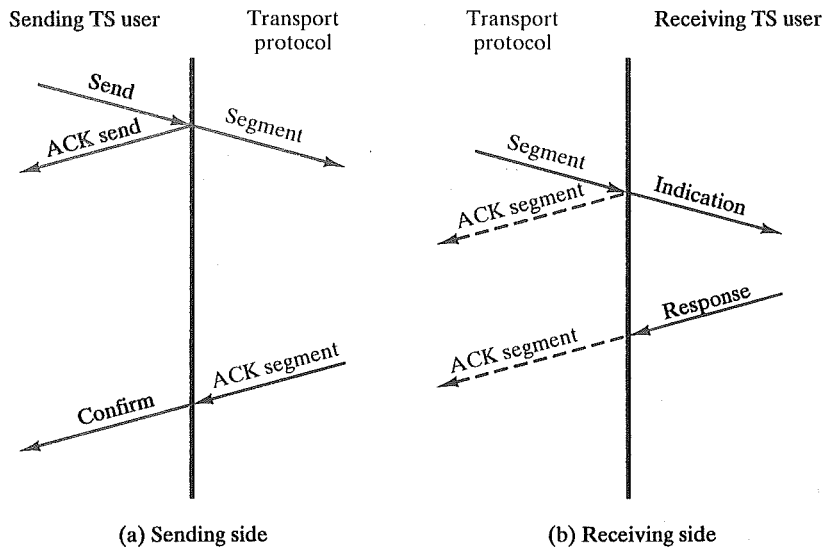 Sending TS user
Transport
protocol
Send
ACK send
Segment
ACK segment
Confirm
(a) Sending side
Transport
protocol
Receiving TS user
Segment
ACK segment
Indication
Response
ACK segment
(b) Receiving side